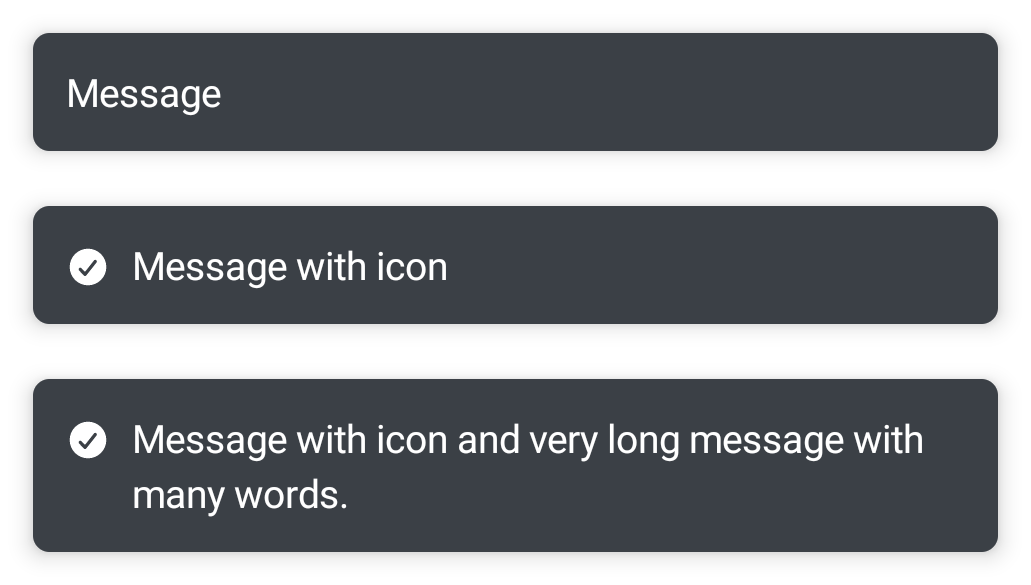 Message
Message with icon
Message with icon and very long message with
many words.